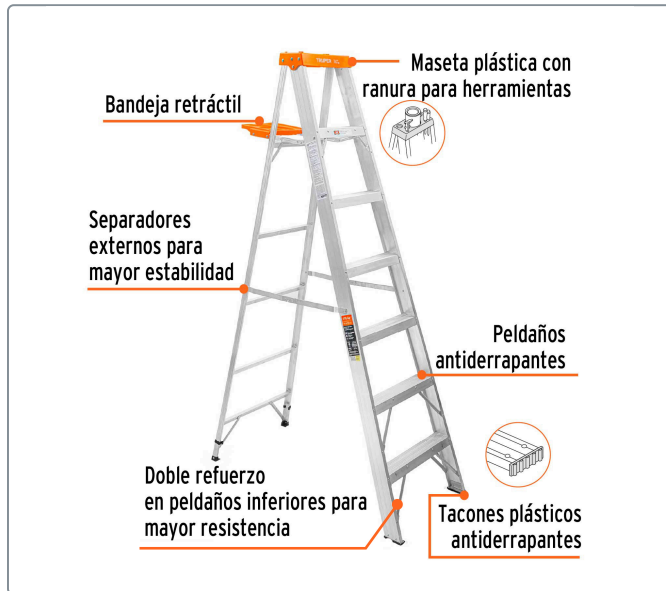 TRUPER
Maseta plástica con
ranura para herramientas
Bandeja retráctil
Separadores
externos para
mayor estabilidad
Peldaños
antiderrapantes
Doble refuerzo
en peldaños inferiores para
mayor resistencia
Tacones plásticos
antiderrapantes